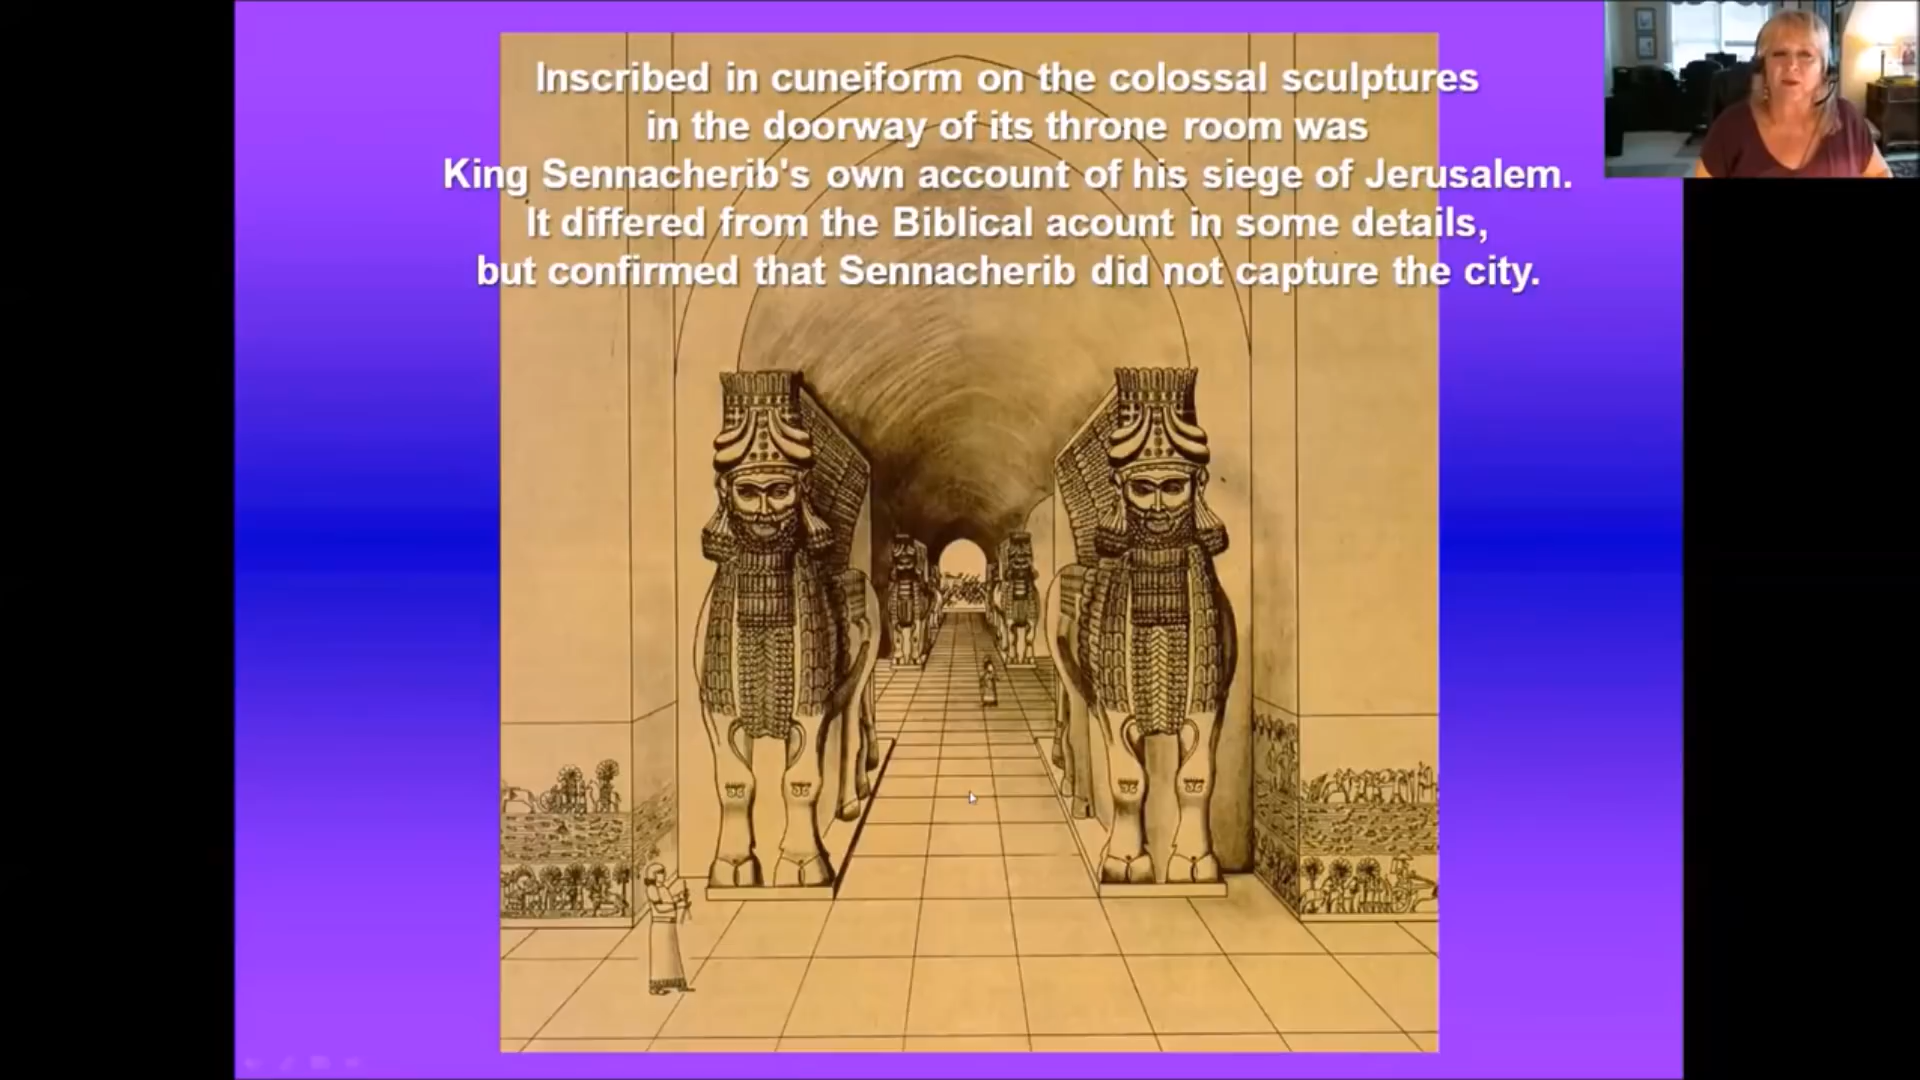 Inscribed in cuneiform on the colossal sculptures
in the doorway of its throne room was
King Sennacherib's own account of his siege of Jerusalem.
It differed from the Biblical acount in some details,
but confirmed that Sennacherib did not capture the city.